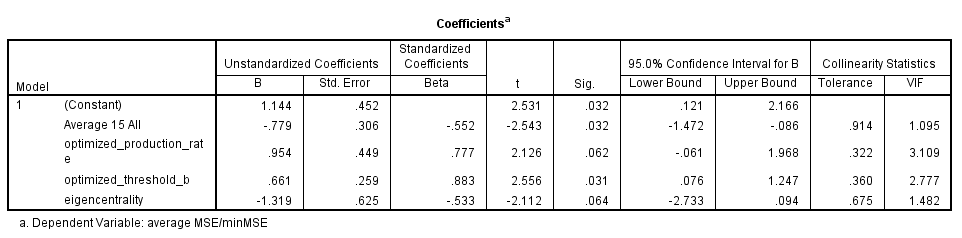 Coefficientsa
Unstandardized Coefficients Standardized Coefficients 95.0% Confidence Interval for B Collinearity Statistics
Model B Std. Error Beta t Sig. Lower Bound Upper Bound Tolerance VIF
1 (Constant) 1.144 .452 2.531 .032 .121 2.166
Average 15 All -.779 .306 -.552 -2.543 .032 -1.472 -.086 .914 1.095
optimized_production_rat
e .954 .449 .777 2.126 .062 -.061 1.968 .322 3.109
optimized_threshold_b .661 .259 .883 2.556 .031 .076 1.247 .360 2.777
eigencentrality -1.319 .625 -.533 -2.112 .064 -2.733 .094 .675 1.482
a. Dependent Variable: average MSE/minMSE